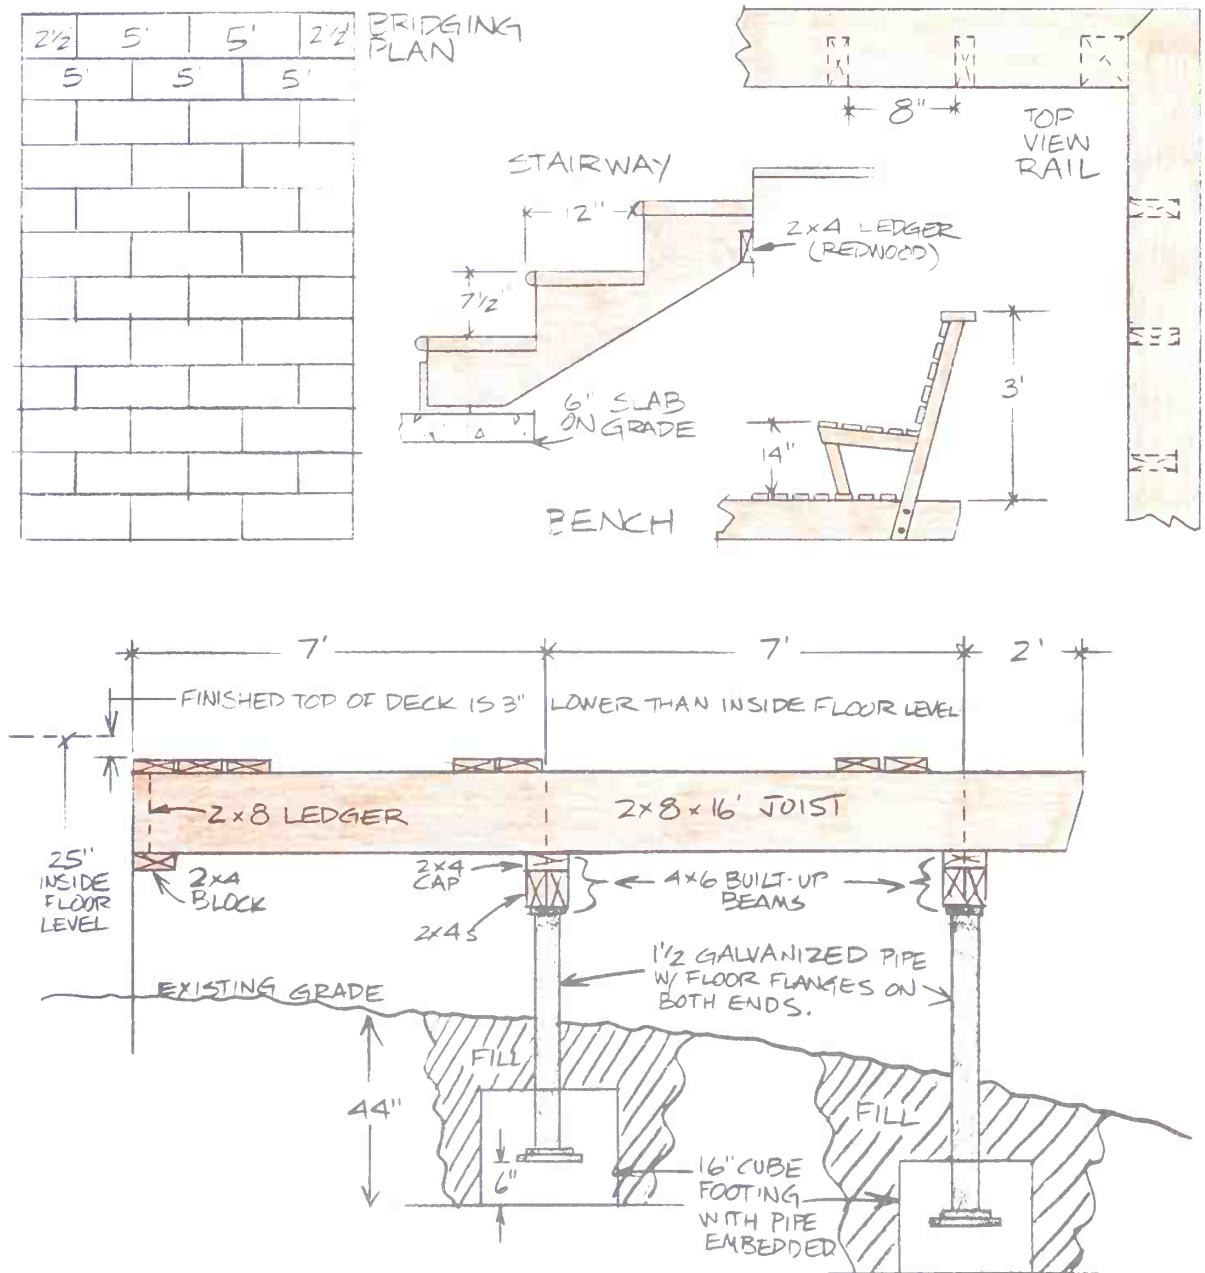 2½ 5' 5' 2½'
5' 5' 5'
BRIDGING
PLAN
8"
TOP
VIEW
RAIL
STAIRWAY
12"
2×4 LEDGER
(REDWOOD)
7½"
6" SLAB
ON GRADE
3'
14"
BENCH
7' 7' 2'
FINISHED TOP OF DECK IS 3" LOWER THAN INSIDE FLOOR LEVEL
2×8 LEDGER
2×8×16' JOIST
25"
INSIDE
FLOOR
LEVEL
2×4
BLOCK
2×4
CAP
2×4s
4×6 BUILT-UP
BEAMS
1½ GALVANIZED PIPE
W/ FLOOR FLANGES ON
BOTH ENDS.
EXISTING GRADE
FILL
44"
6"
FILL
16" CUBE
FOOTING
WITH PIPE
EMBEDDED